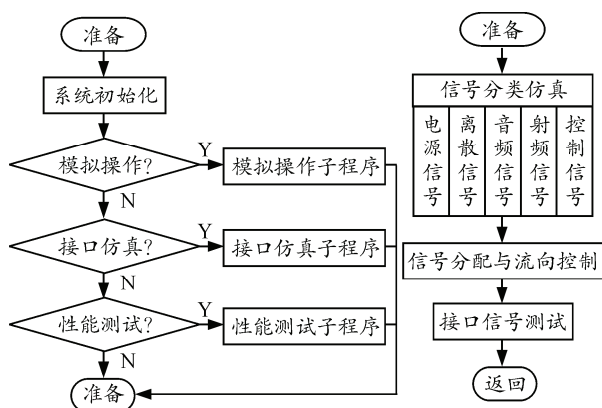 准备
系统初始化
模拟操作?
Y
模拟操作子程序
N
接口仿真?
Y
接口仿真子程序
N
性能测试?
Y
性能测试子程序
N
准备
准备
信号分类仿真
电源信号
离散信号
音频信号
射频信号
控制信号
信号分配与流向控制
接口信号测试
返回